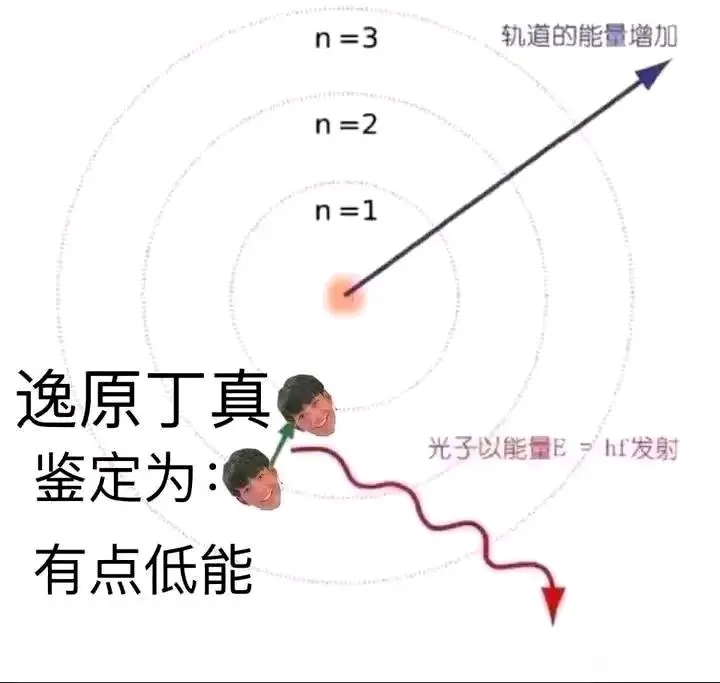 n=3
轨道的能量增加
n=2
n=1
逸原丁真
鉴定为:
光子以能量E = hf发射
有点低能